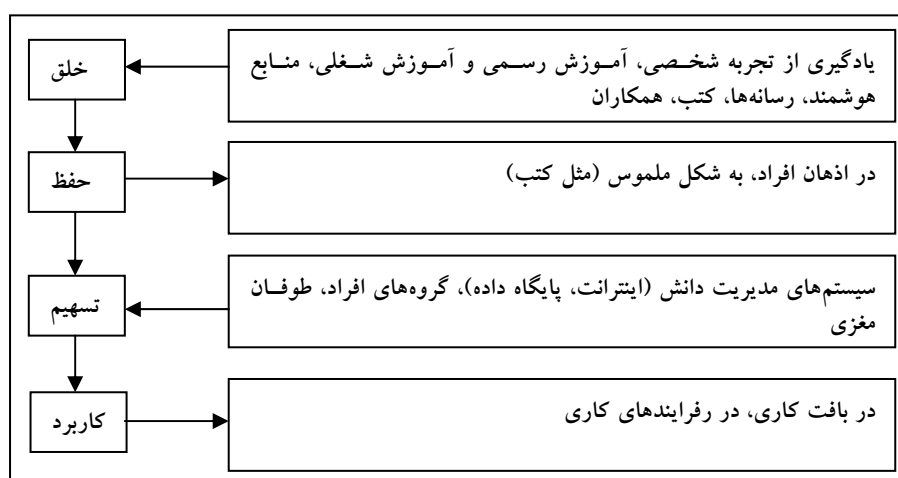 خلق
یادگیری از تجربه شخصی، آموزش رسمی و آموزش شغلی، منابع
هوشمند، رسانه‌ها، کتب، همکاران
حفظ
در اذهان افراد، به شکل ملموس (مثل کتب)
تسهیم
سیستم‌های مدیریت دانش (اینترانت، پایگاه داده)، گروه‌های افراد، طوفان
مغزی
کاربرد
در بافت کاری، در رفرایندهای کاری